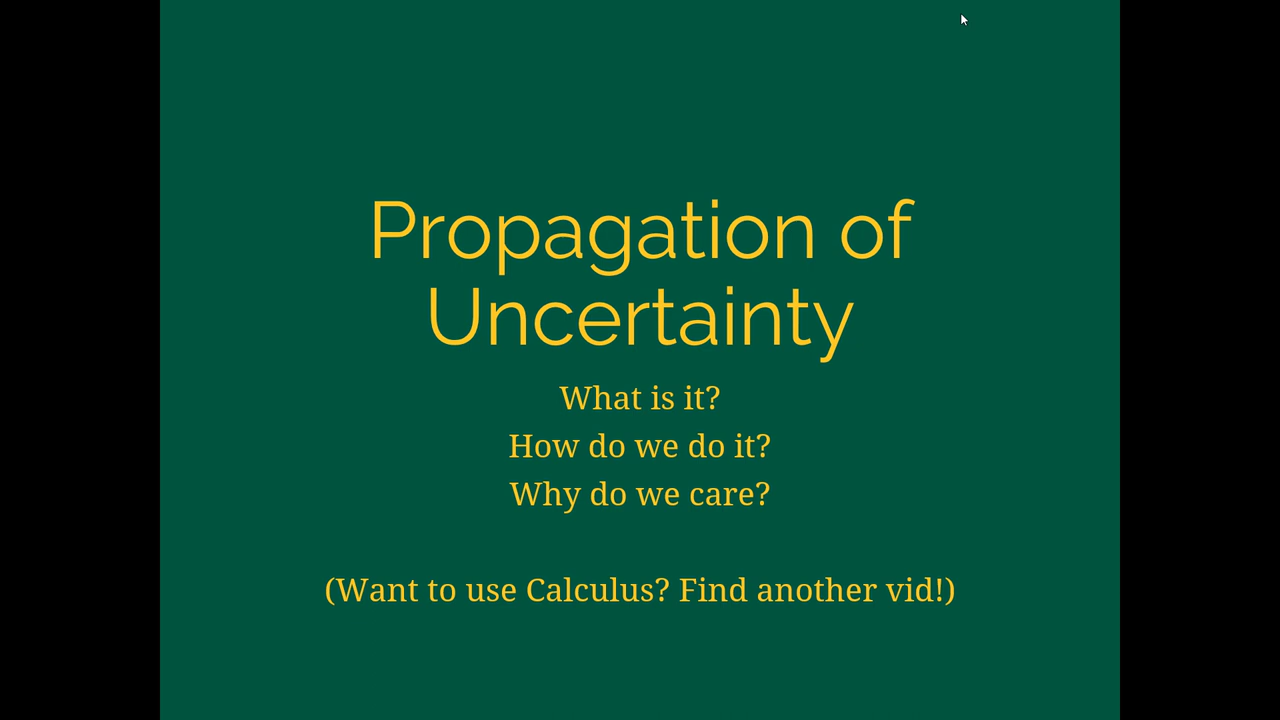 Propagation of
Uncertainty
What is it?
How do we do it?
Why do we care?
(Want to use Calculus? Find another vid!)